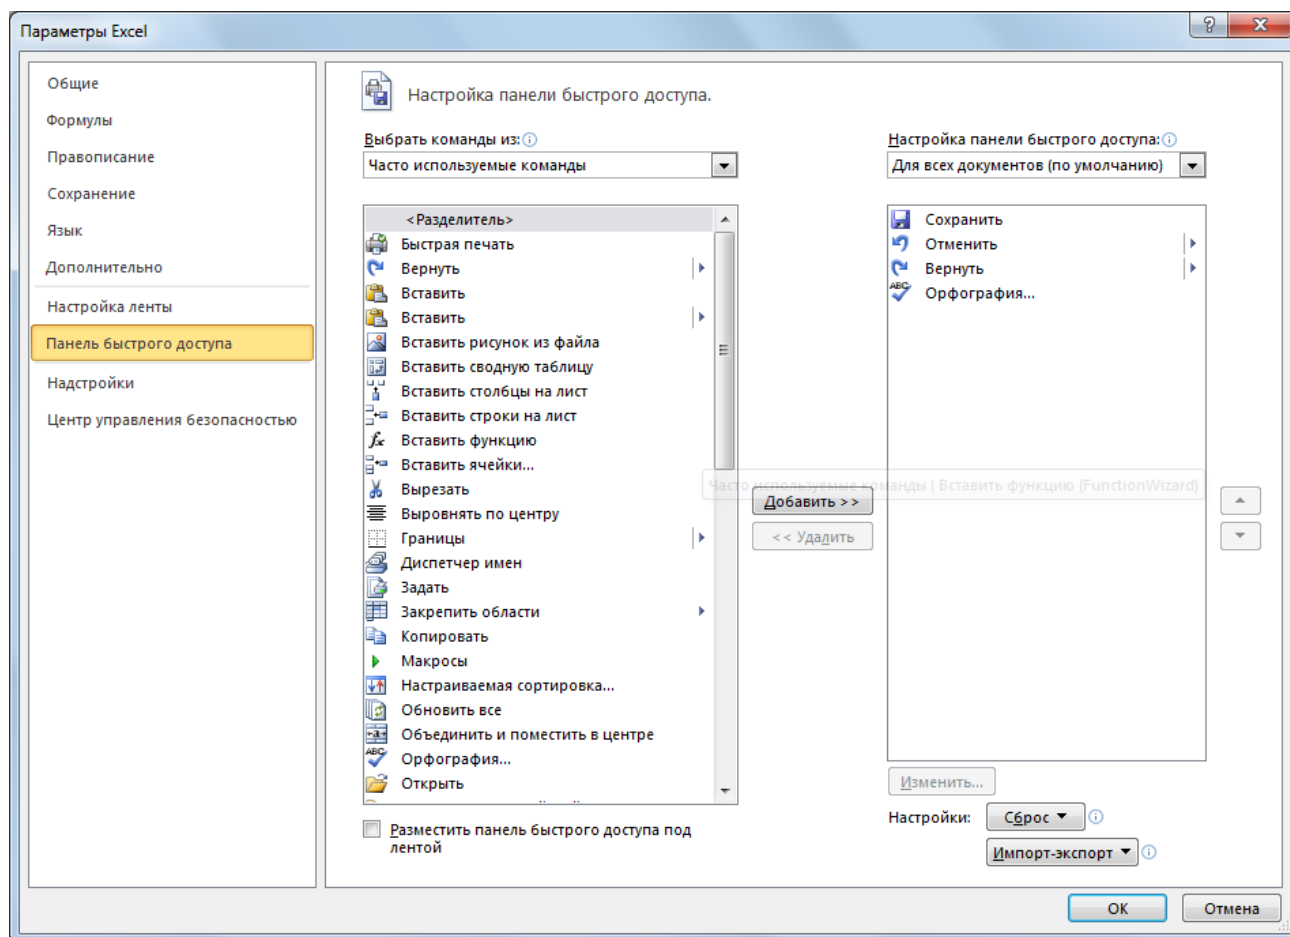 Параметры Excel
Общие
Формулы
Правописание
Сохранение
Язык
Дополнительно
Настройка ленты
Панель быстрого доступа
Надстройки
Центр управления безопасностью
Настройка панели быстрого доступа.
Выбрать команды из:
Часто используемые команды
<Разделитель>
Быстрая печать
Вернуть
Вставить
Вставить
Вставить рисунок из файла
Вставить сводную таблицу
Вставить столбцы на лист
Вставить строки на лист
Вставить функцию
Вставить ячейки...
Вырезать
Выровнять по центру
Границы
Диспетчер имен
Задать
Закрепить области
Копировать
Макросы
Настраиваемая сортировка...
Обновить все
Объединить и поместить в центре
Орфография...
Открыть
Разместить панель быстрого доступа под
лентой
Часто используемые команды | Вставить функцию (FunctionWizard)
Добавить >>
<< Удалить
Настройка панели быстрого доступа:
Для всех документов (по умолчанию)
Сохранить
Отменить
Вернуть
Орфография...
Изменить...
Настройки: Сброс
Импорт-экспорт
ОК Отмена